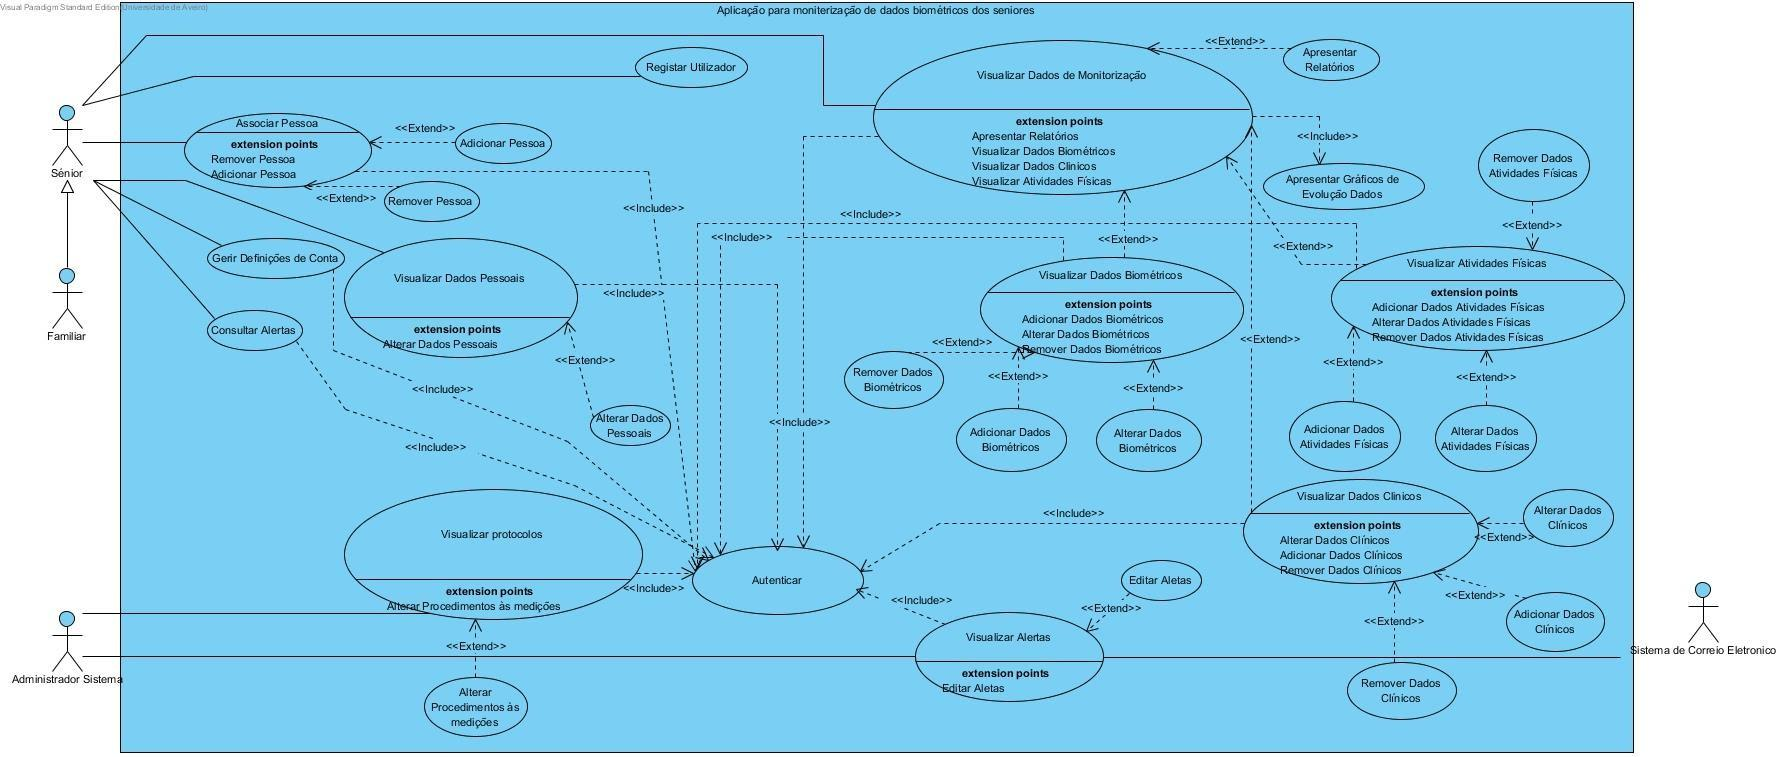 Visual Paradigm Standard Edition(Universidade de Aveiro)
Aplicação para moniterização de dados biométricos dos seniores
Sénior
Familiar
Administrador Sistema
Sistema de Correio Eletronico
Registar Utilizador
Associar Pessoa
extension points
Remover Pessoa
Adicionar Pessoa
<<Extend>>
Adicionar Pessoa
<<Extend>>
Remover Pessoa
<<Include>>
Gerir Definições de Conta
Consultar Alertas
Visualizar Dados Pessoais
extension points
Alterar Dados Pessoais
<<Include>>
<<Extend>>
Alterar Dados
Pessoais
<<Include>>
<<Include>>
Visualizar Dados de Monitorização
extension points
Apresentar Relatórios
Visualizar Dados Biométricos
Visualizar Dados Clinicos
Visualizar Atividades Físicas
<<Extend>>
Apresentar
Relatórios
<<Include>>
Apresentar Gráficos de
Evolução Dados
Remover Dados
Atividades Físicas
<<Extend>>
<<Include>>
<<Include>>
<<Extend>>
<<Extend>>
Visualizar Dados Biométricos
extension points
Adicionar Dados Biométricos
Alterar Dados Biométricos
Remover Dados Biométricos
Visualizar Atividades Físicas
extension points
Adicionar Dados Atividades Físicas
Alterar Dados Atividades Físicas
Remover Dados Atividades Físicas
<<Extend>>
<<Extend>>
Remover Dados
Biométricos
<<Extend>>
<<Extend>>
<<Extend>>
<<Extend>>
Adicionar Dados
Biométricos
Alterar Dados
Biométricos
Adicionar Dados
Atividades Físicas
Alterar Dados
Atividades Físicas
<<Include>>
Visualizar protocolos
extension points
Alterar Procedimentos às medições
<<Include>>
<<Extend>>
Alterar
Procedimentos às
medições
Autenticar
<<Include>>
Visualizar Dados Clinicos
extension points
Alterar Dados Clínicos
Adicionar Dados Clínicos
Remover Dados Clínicos
Alterar Dados
Clínicos
<<Extend>>
<<Extend>>
Adicionar Dados
Clínicos
<<Extend>>
Remover Dados
Clínicos
<<Include>>
Editar Aletas
<<Extend>>
Visualizar Alertas
extension points
Editar Aletas